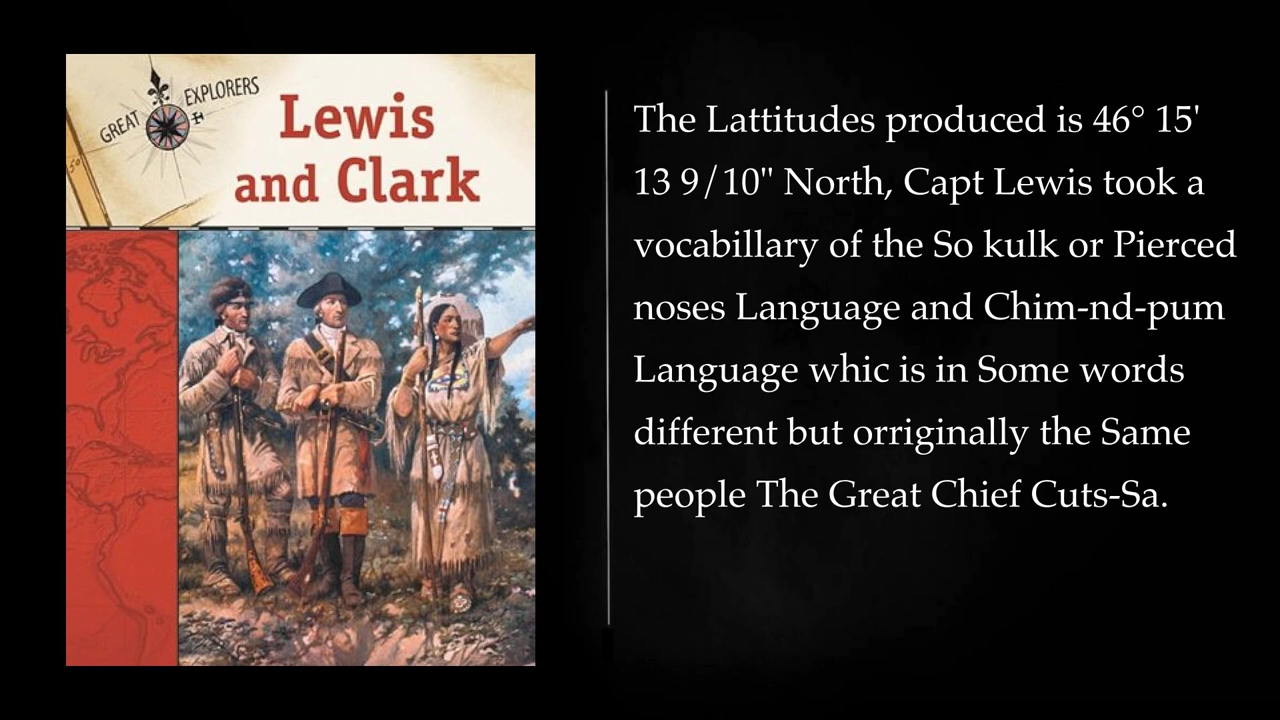 GREAT EXPLORERS
Lewis
and Clark
50
The Lattitudes produced is 46° 15'
13 9/10" North, Capt Lewis took a
vocabillary of the So kulk or Pierced
noses Language and Chim-nd-pum
Language whic is in Some words
different but orriginally the Same
people The Great Chief Cuts-Sa.